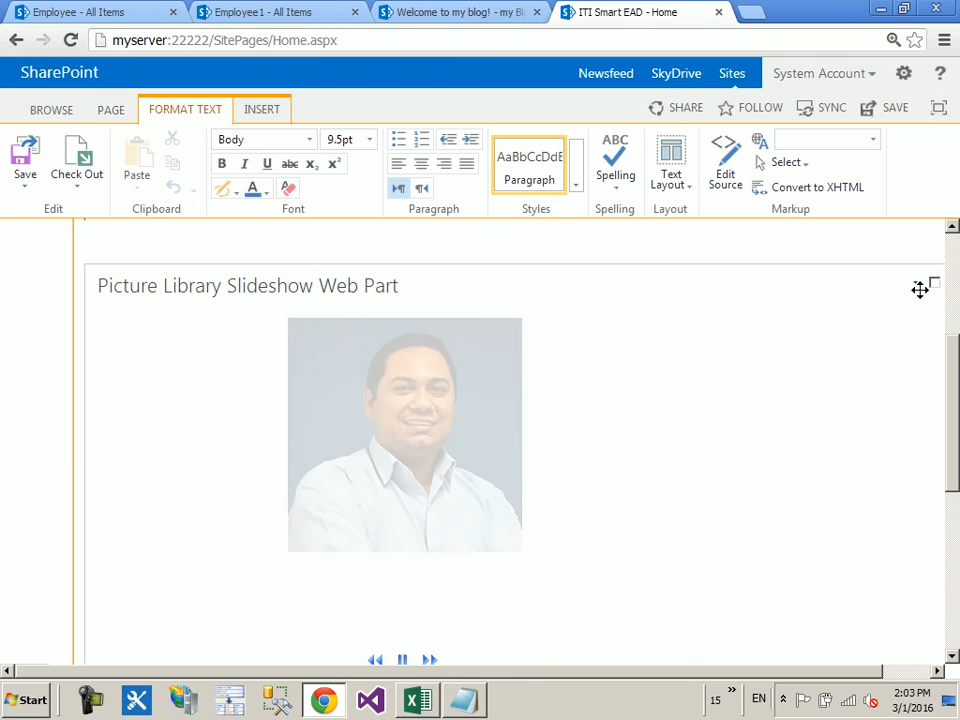 Employee - All Items
Employee1 - All Items
Welcome to my blog! - my Bl
ITI Smart EAD - Home
myserver:22222/SitePages/Home.aspx
SharePoint
Newsfeed SkyDrive Sites System Account ?
BROWSE PAGE FORMAT TEXT INSERT SHARE FOLLOW SYNC SAVE
Save Check Out Paste
Body 9.5pt
B I U abc x₂ x²
A
AaBbCcDdE
Paragraph
ABC
Spelling
Text
Layout
Edit
Source
Select
Convert to XHTML
Edit Clipboard Font Paragraph Styles Spelling Layout Markup
Picture Library Slideshow Web Part
Start
15
EN
2:03 PM
3/1/2016